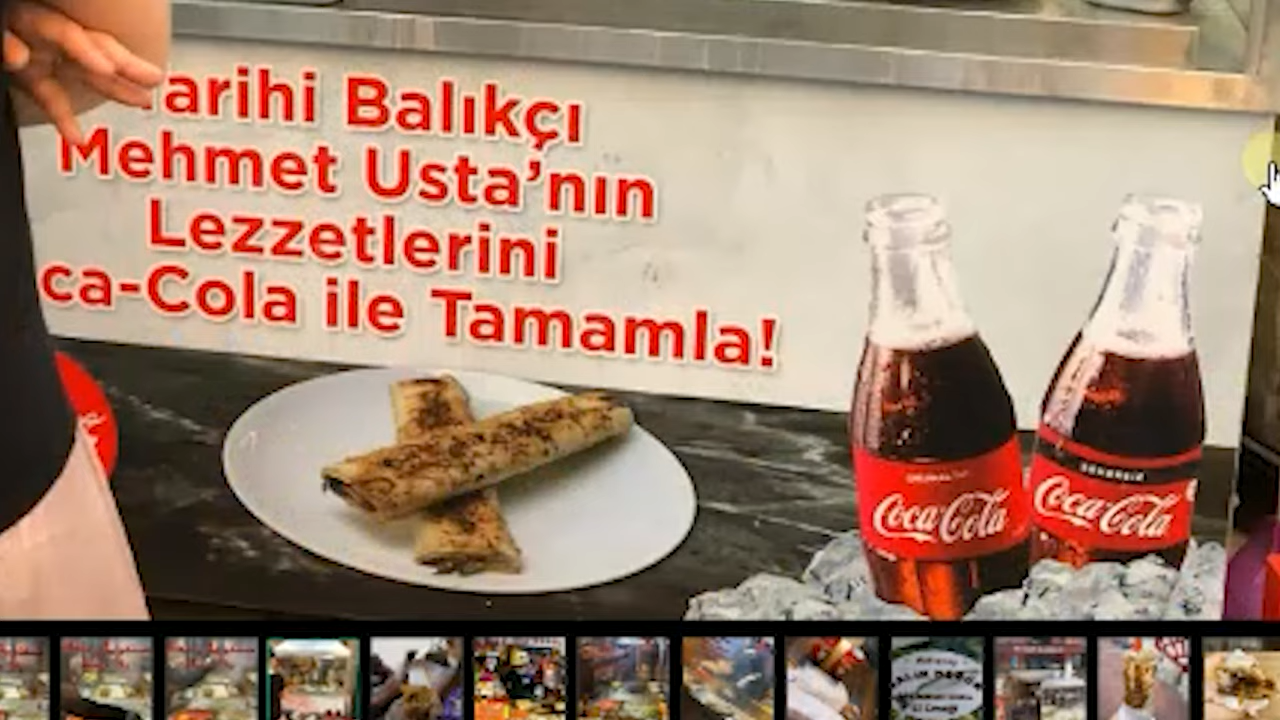 arihi Balıkçı
Mehmet Usta'nın
Lezzetlerini
ca-Cola ile Tamamla!
Coca-Cola
Coca-Cola